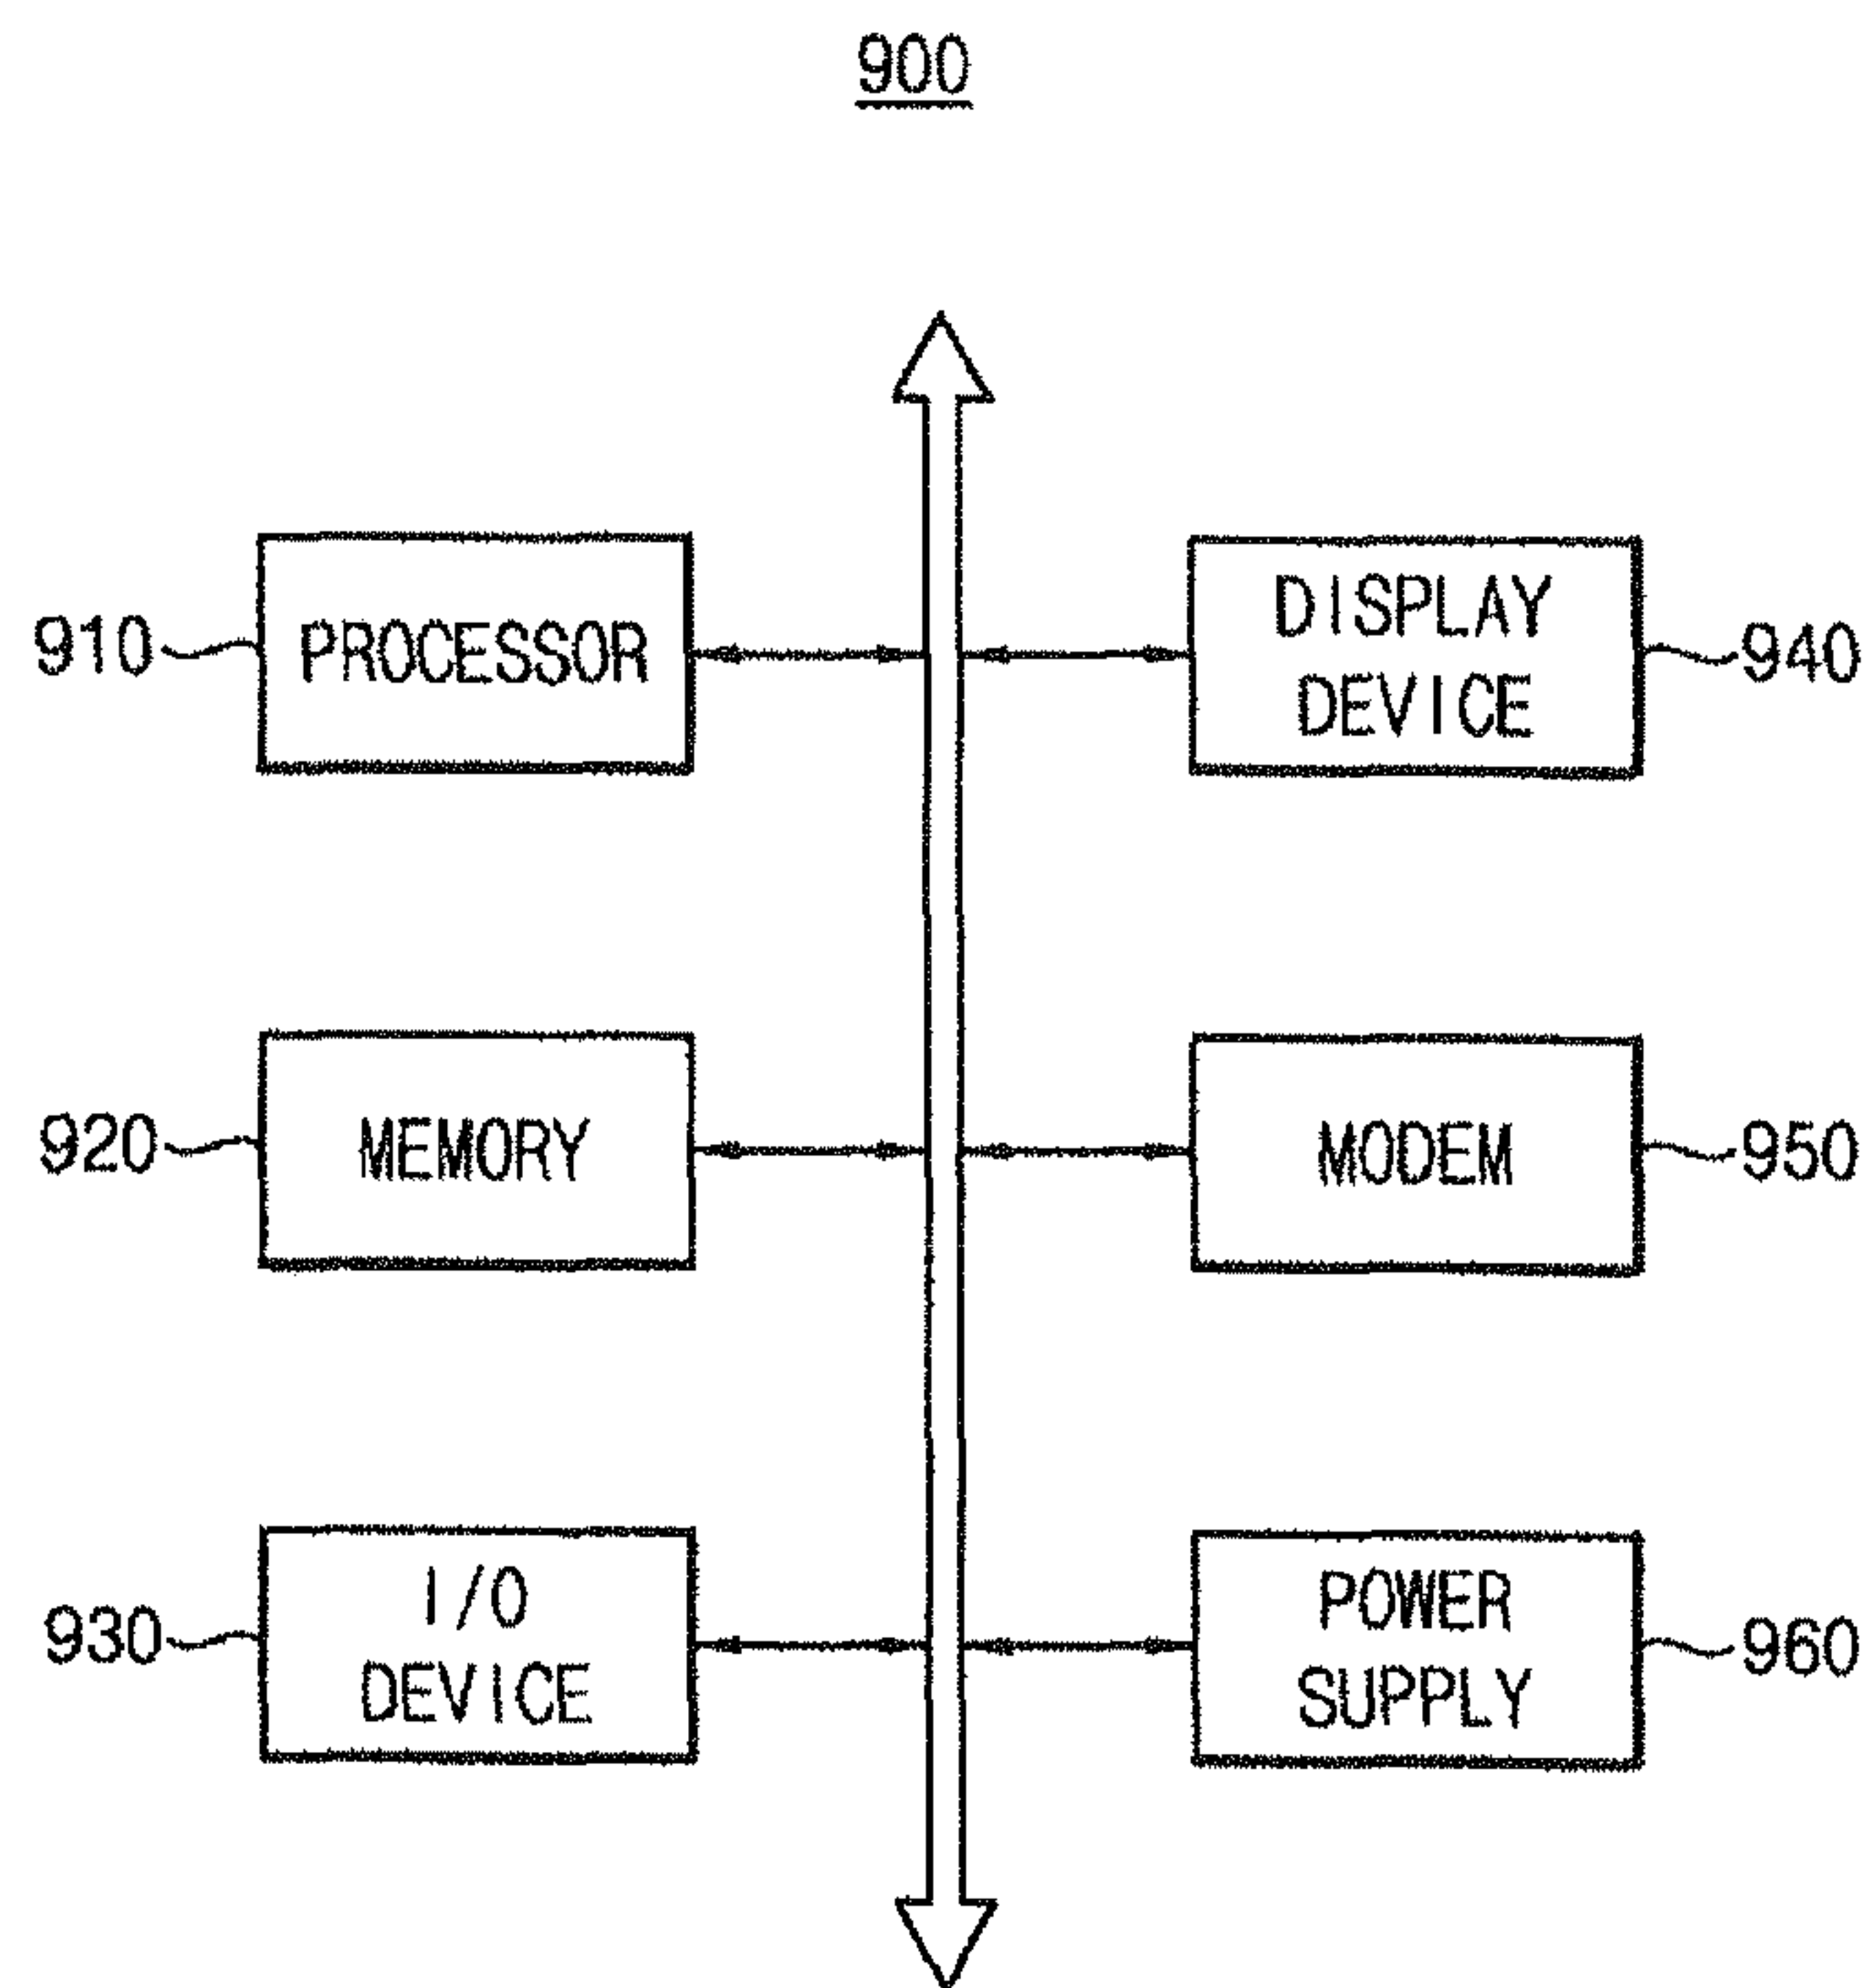 900
910
PROCESSOR
DISPLAY
DEVICE
940
920
MEMORY
MODEM
950
930
I/O
DEVICE
POWER
SUPPLY
960